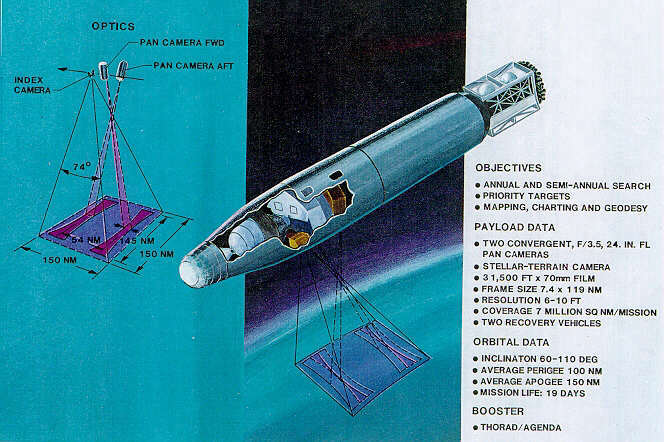 OPTICS
PAN CAMERA FWD
PAN CAMERA AFT
INDEX
CAMERA
74°
54 NM
145 NM
150 NM
150 NM
OBJECTIVES
• ANNUAL AND SEMI-ANNUAL SEARCH
• PRIORITY TARGETS
• MAPPING, CHARTING AND GEODESY
PAYLOAD DATA
• TWO CONVERGENT, F/3.5, 24. IN. FL
PAN CAMERAS
• STELLAR-TERRAIN CAMERA
• 31,500 FT x 70mm FILM
• FRAME SIZE 7.4 x 119 NM
• RESOLUTION 6-10 FT
• COVERAGE 7 MILLION SQ NM/MISSION
• TWO RECOVERY VEHICLES
ORBITAL DATA
• INCLINATON 60-110 DEG
• AVERAGE PERIGEE 100 NM
• AVERAGE APOGEE 150 NM
• MISSION LIFE: 19 DAYS
BOOSTER
• THORAD/AGENDA